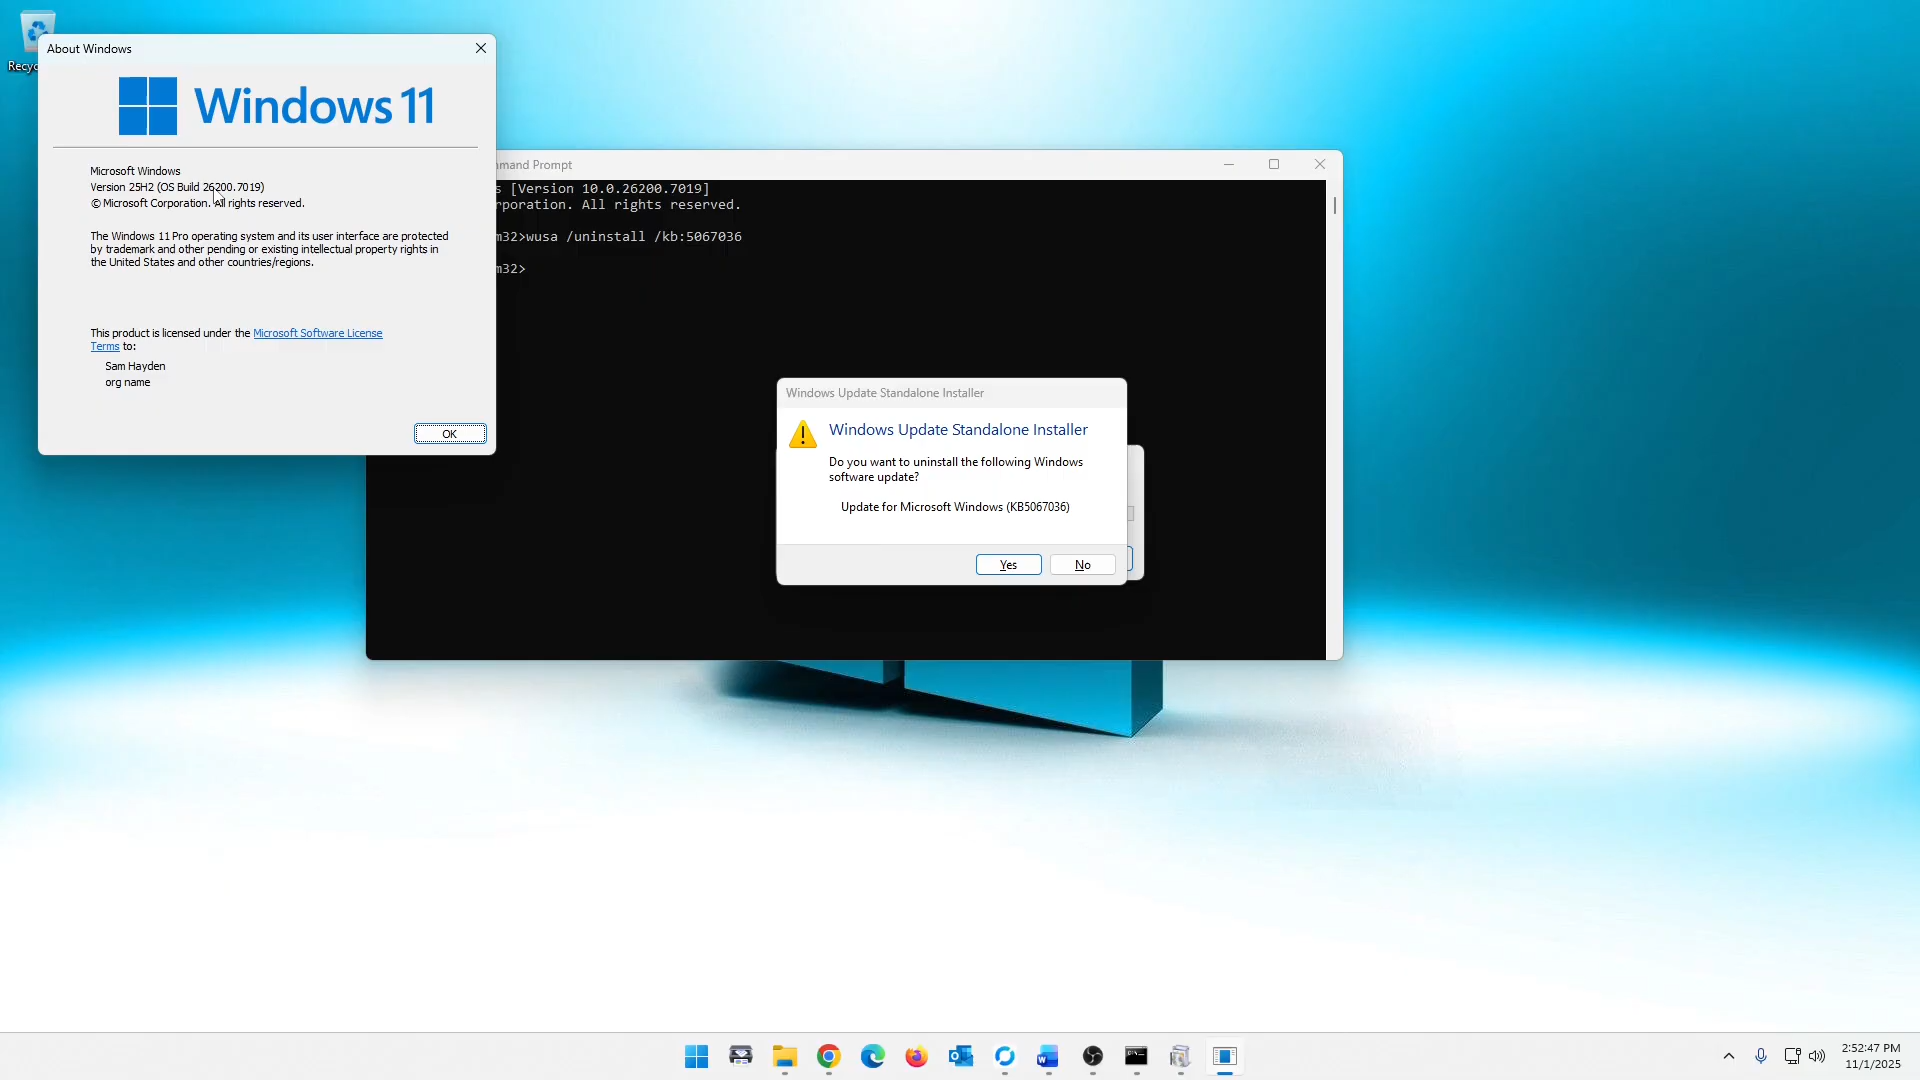 Recyc
About Windows
Windows 11
Microsoft Windows
Version 25H2 (OS Build 26200.7019)
© Microsoft Corporation. All rights reserved.
The Windows 11 Pro operating system and its user interface are protected
by trademark and other pending or existing intellectual property rights in
the United States and other countries/regions.
This product is licensed under the Microsoft Software License
Terms to:
Sam Hayden
org name
OK
mmand Prompt
s [Version 10.0.26200.7019]
rporation. All rights reserved.
m32>wusa /uninstall /kb:5067036
m32>
Windows Update Standalone Installer
Windows Update Standalone Installer
Do you want to uninstall the following Windows
software update?
Update for Microsoft Windows (KB5067036)
Yes
No
2:52:47 PM
11/1/2025